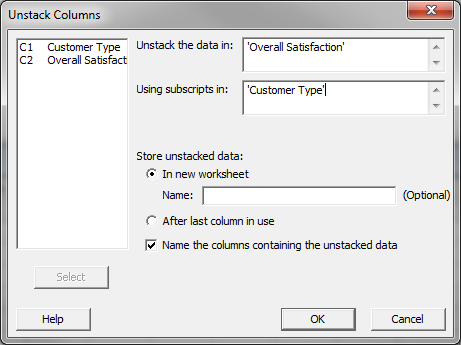 Unstack Columns
C1 Customer Type
C2 Overall Satisfacti
Unstack the data in:
'Overall Satisfaction'
Using subscripts in:
'Customer Type'
Store unstacked data:
In new worksheet
Name:
(Optional)
After last column in use
Name the columns containing the unstacked data
Select
Help
OK
Cancel